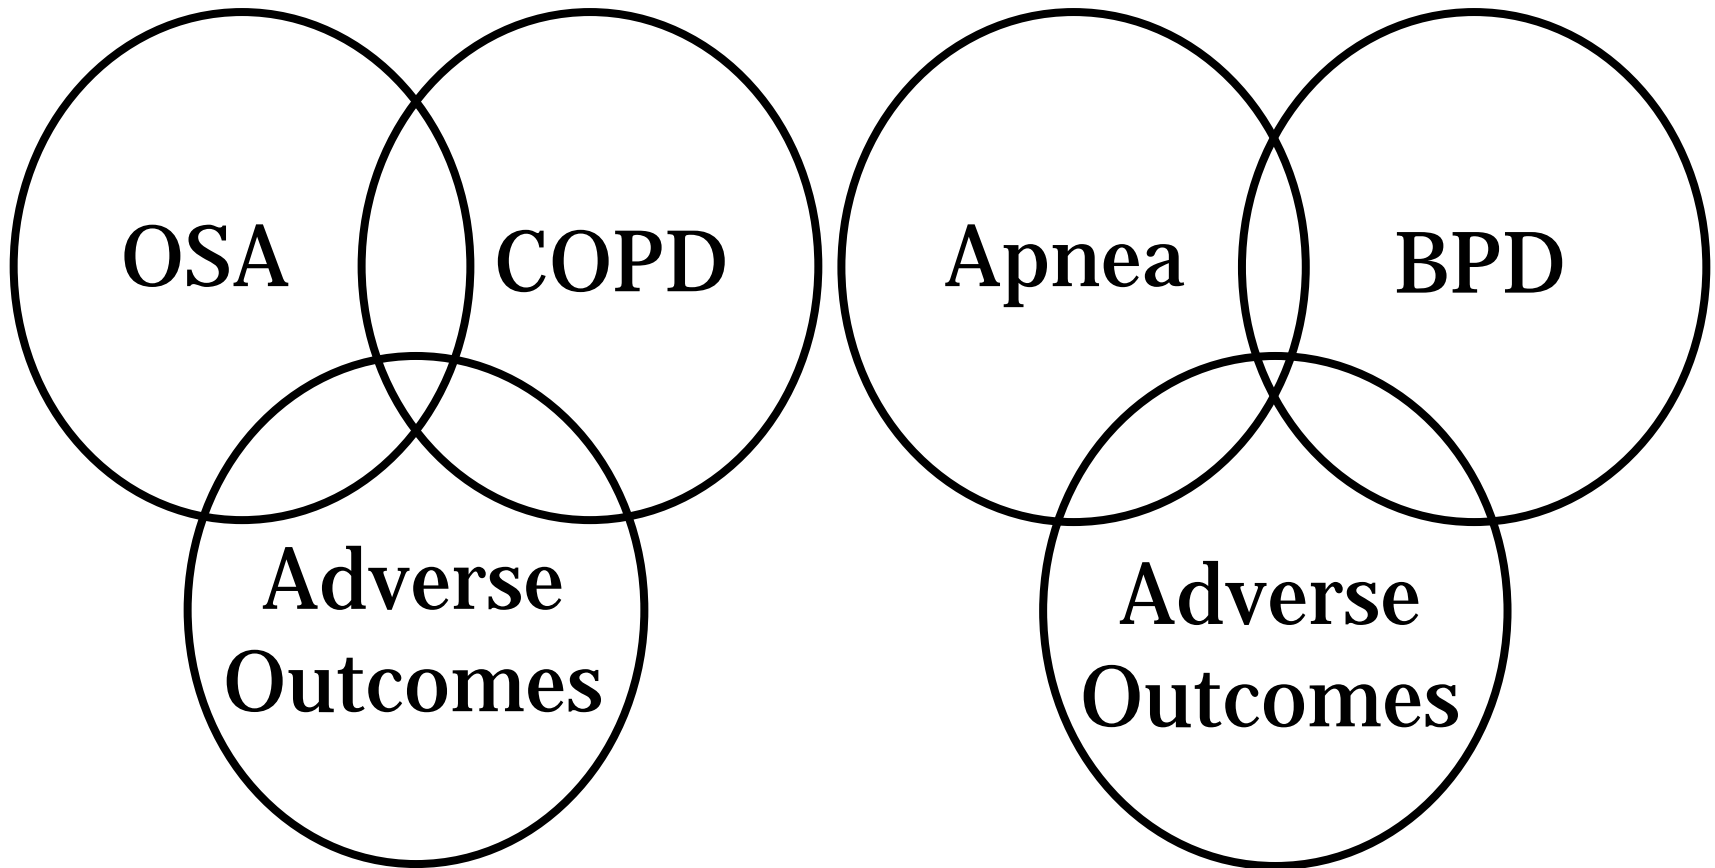 OSA
COPD
Adverse
Outcomes
Apnea
BPD
Adverse
Outcomes